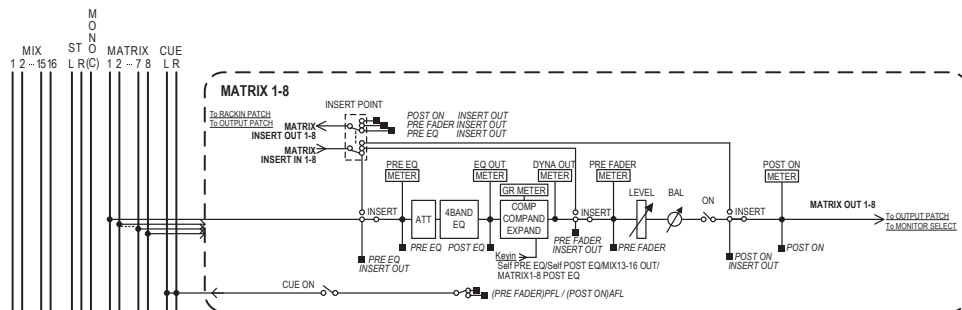 M
O
N
O
(C)
MIX
1 2 ··· 15 16
ST
L R
MATRIX
1 2 ··· 7 8
CUE
L R
MATRIX 1-8
INSERT POINT
To RACKIN PATCH
To OUTPUT PATCH
MATRIX
INSERT OUT 1-8
MATRIX
INSERT IN 1-8
POST ON INSERT OUT
PRE FADER INSERT OUT
PRE EQ INSERT OUT
PRE EQ
METER
EQ OUT
METER
DYNA OUT
METER
PRE FADER
METER
POST ON
METER
GR METER
LEVEL
BAL
ON
MATRIX OUT 1-8
INSERT
ATT
4BAND
EQ
COMP
COMPAND
EXPAND
INSERT
INSERT
To OUTPUT PATCH
To MONITOR SELECT
PRE EQ
POST EQ
PRE FADER
INSERT OUT
PRE FADER
POST ON
PRE EQ
INSERT OUT
POST ON
INSERT OUT
Keyin
Self PRE EQ/Self POST EQ/MIX13-16 OUT/
MATRIX1-8 POST EQ
CUE ON
(PRE FADER)PFL / (POST ON)AFL